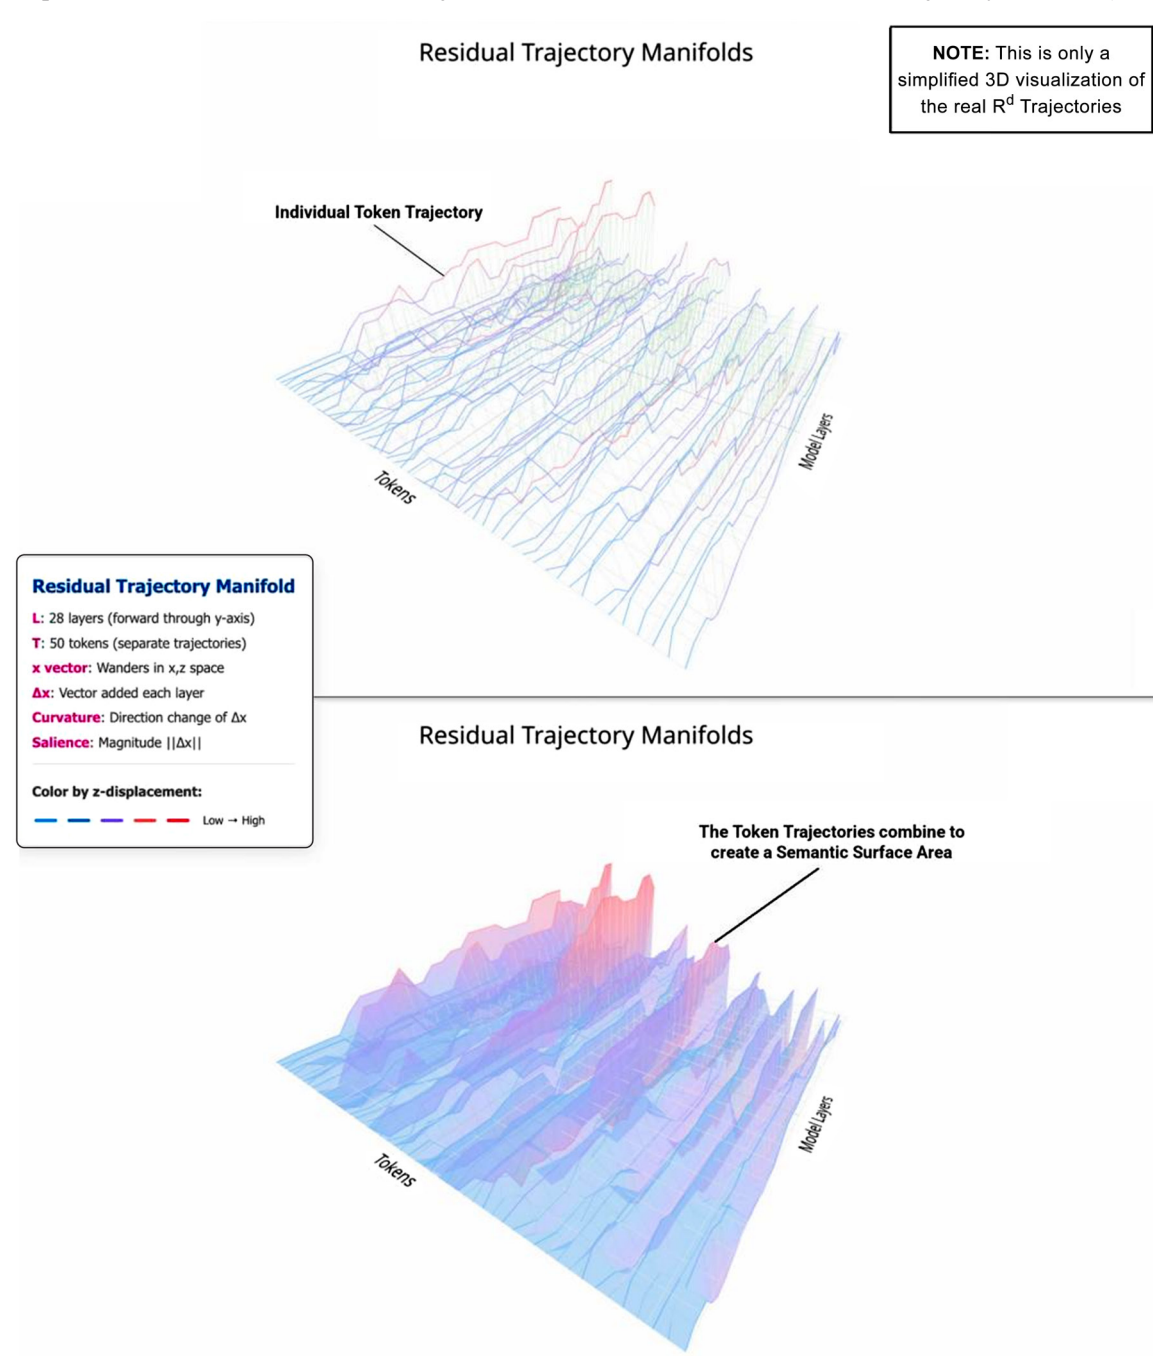 Residual Trajectory Manifolds
NOTE: This is only a
simplified 3D visualization of
the real R^d Trajectories
Individual Token Trajectory
Model Layers
Tokens
Residual Trajectory Manifold
L: 28 layers (forward through y-axis)
T: 50 tokens (separate trajectories)
x vector: Wanders in x,z space
Δx: Vector added each layer
Curvature: Direction change of Δx
Salience: Magnitude ||Δx||
Color by z-displacement:
Low → High
Residual Trajectory Manifolds
The Token Trajectories combine to
create a Semantic Surface Area
Model Layers
Tokens